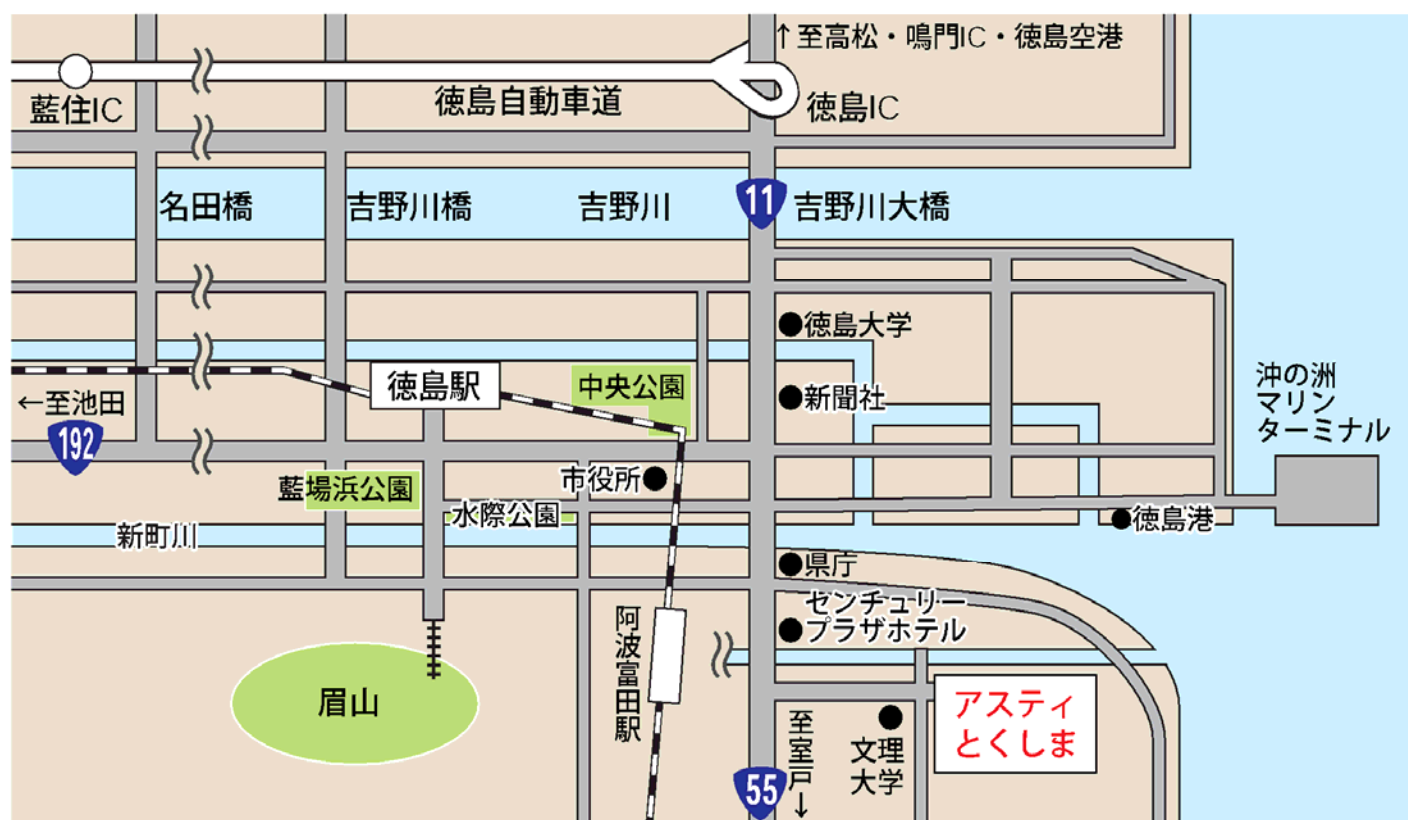 ↑至高松・鳴門IC・徳島空港
藍住IC
徳島自動車道
徳島IC
名田橋
吉野川橋
吉野川
11
吉野川大橋
徳島大学
徳島駅
中央公園
新聞社
沖の洲
マリン
ターミナル
←至池田
192
藍場浜公園
市役所
水際公園
徳島港
新町川
県庁
センチュリー
プラザホテル
阿波富田駅
眉山
アスティ
とくしま
至室戸↓
文理
大学
55